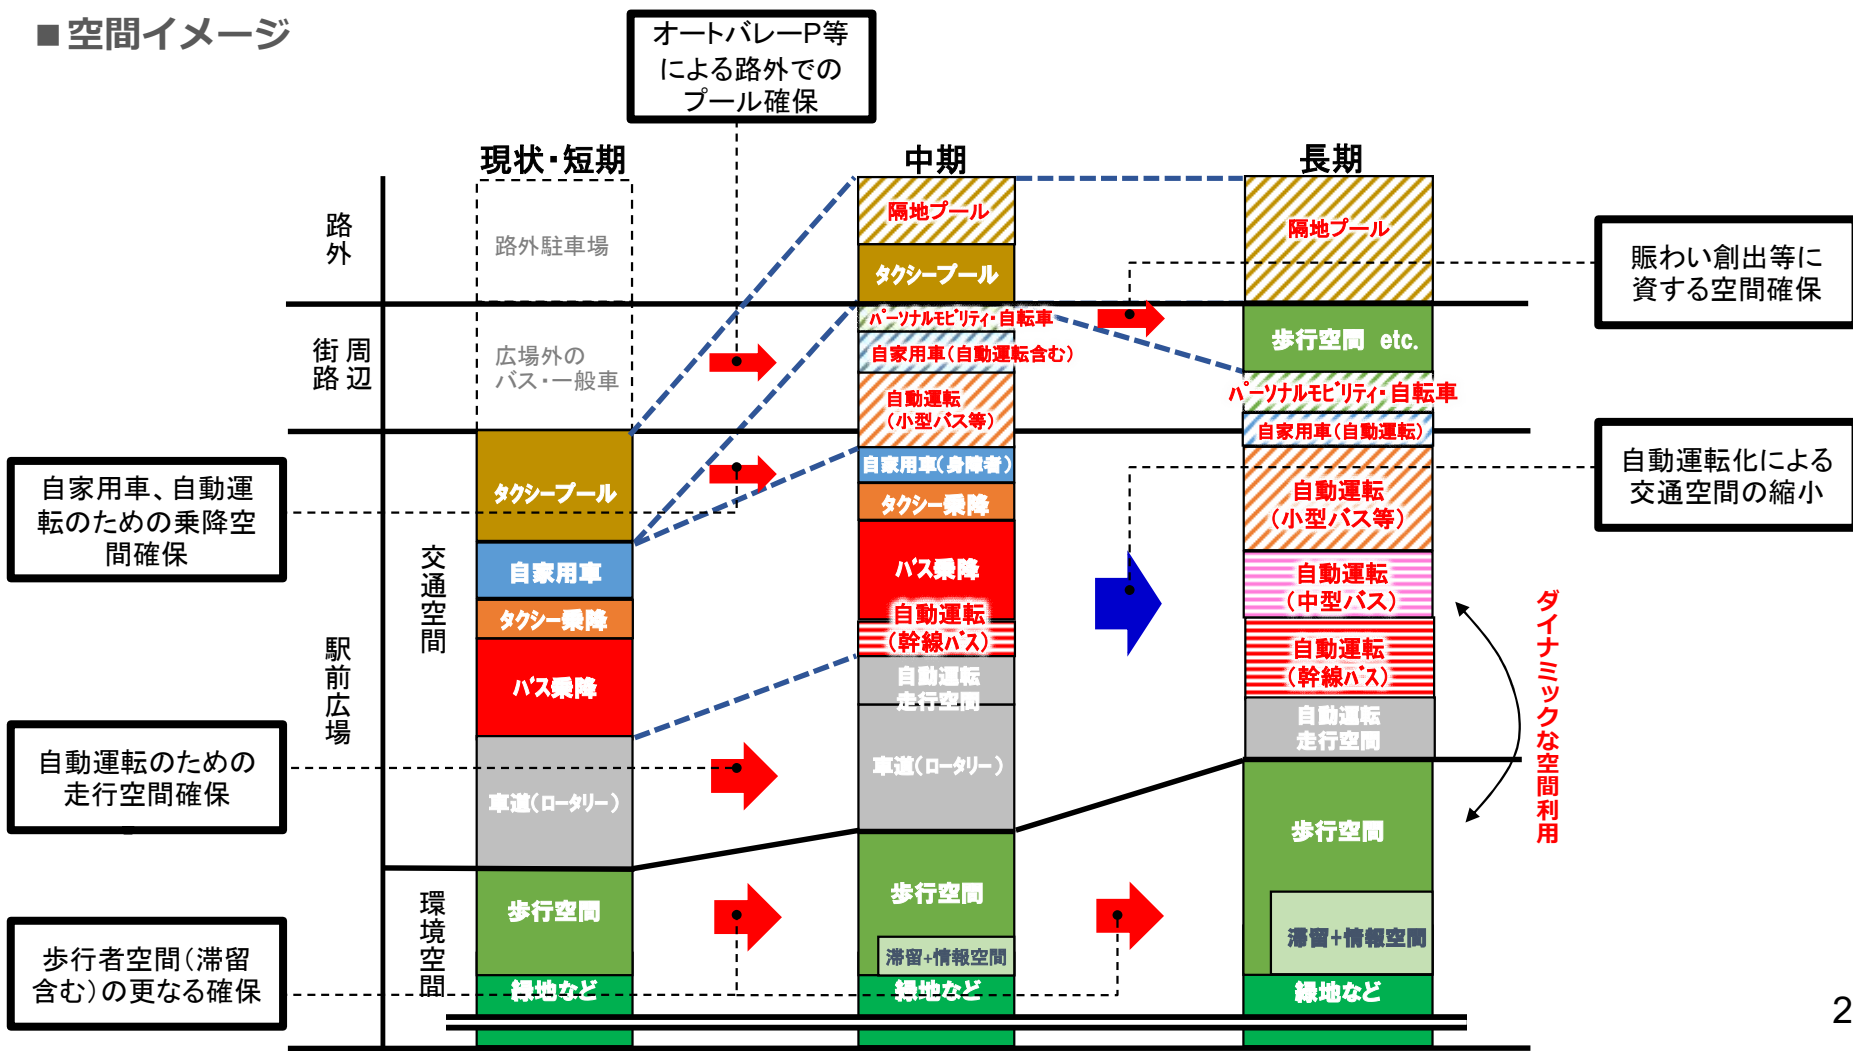 ■空間イメージ
オートバレーP等
による路外での
プール確保
現状・短期
中期
長期
路外
周辺
街路
駅前広場
交通空間
環境空間
路外駐車場
広場外の
バス・一般車
タクシープール
自家用車
タクシー乗降
バス乗降
車道(ロータリー)
歩行空間
緑地など
隔地プール
タクシープール
パーソナルモビリティ・自転車
自家用車(自動運転含む)
自動運転
(小型バス等)
自家用車(身障者)
タクシー乗降
バス乗降
自動運転
(幹線バス)
自動運転
走行空間
車道(ロータリー)
歩行空間
滞留+情報空間
緑地など
隔地プール
歩行空間 etc.
パーソナルモビリティ・自転車
自家用車(自動運転)
自動運転
(小型バス等)
自動運転
(中型バス)
自動運転
(幹線バス)
自動運転
走行空間
歩行空間
滞留+情報空間
緑地など
自家用車、自動運
転のための乗降空
間確保
自動運転のための
走行空間確保
歩行者空間(滞留
含む)の更なる確保
賑わい創出等に
資する空間確保
自動運転化による
交通空間の縮小
ダイナミックな空間利用
2